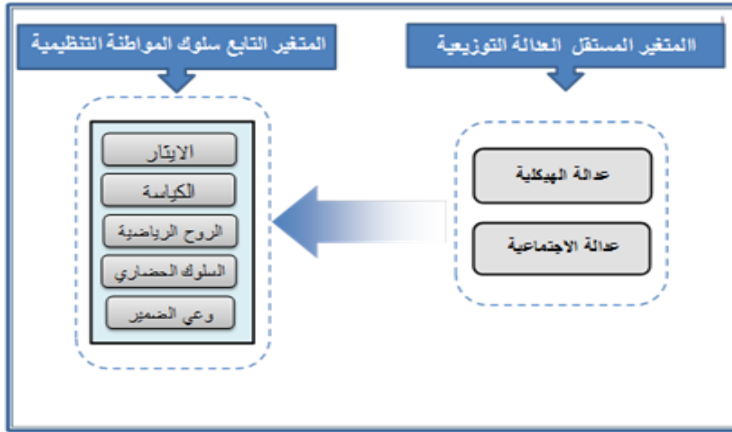 االمتغير المستقل العدالة التوزيعية
المتغير التابع سلوك المواطنة التنظيمية
عدالة الهيكلية
عدالة الاجتماعية
الايثار
الكياسة
الروح الرياضية
السلوك الحضاري
وعي الضمير